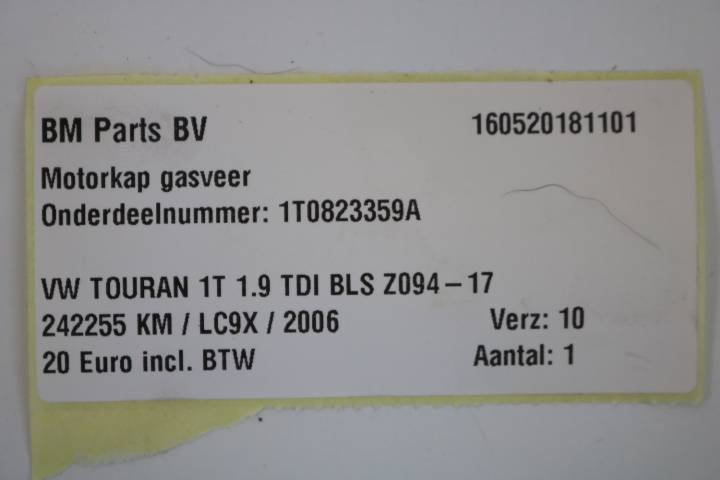 BM Parts BV 160520181101
Motorkap gasveer
Onderdeelnummer: 1T0823359A
VW TOURAN 1T 1.9 TDI BLS Z094-17
242255 KM / LC9X / 2006 Verz: 10
20 Euro incl. BTW Aantal: 1